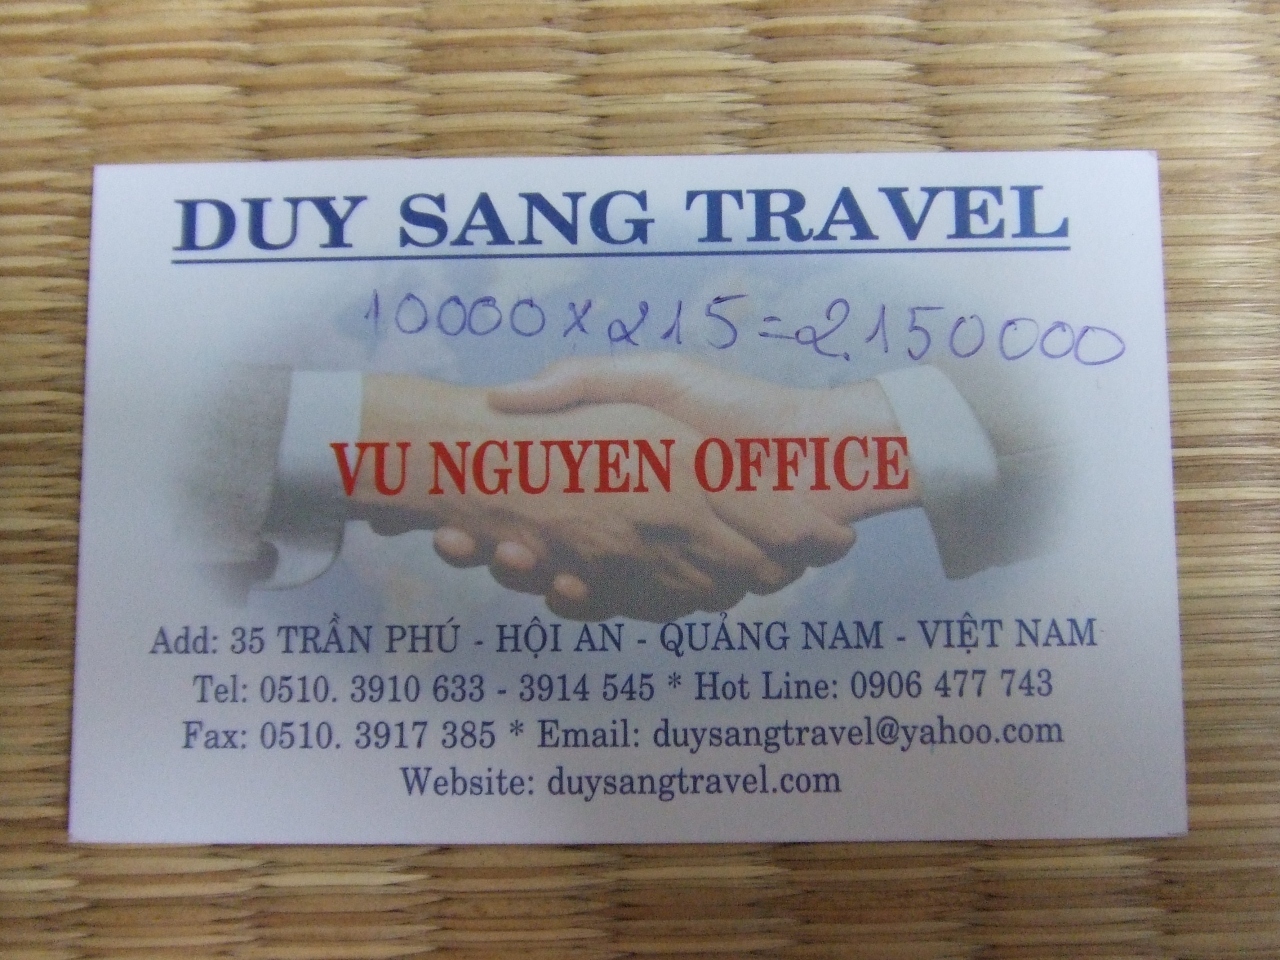 DUY SANG TRAVEL
10000 x 215 = 2.150000
VU NGUYEN OFFICE
Add: 35 TRẦN PHÚ - HỘI AN - QUẢNG NAM - VIỆT NAM
Tel: 0510. 3910 633 - 3914 545 * Hot Line: 0906 477 743
Fax: 0510. 3917 385 * Email: duysangtravel@yahoo.com
Website: duysangtravel.com